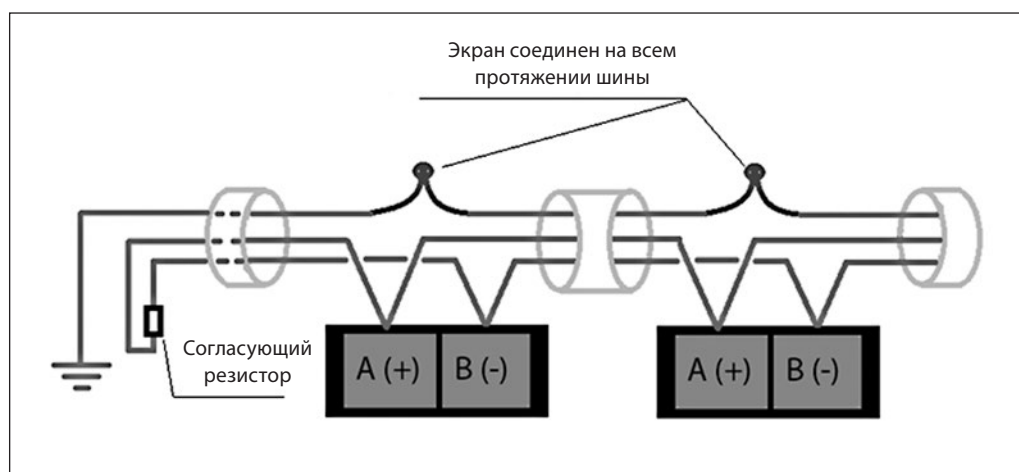 Экран соединен на всем
протяжении шины
Согласующий
резистор
A (+) B (-)
A (+) B (-)